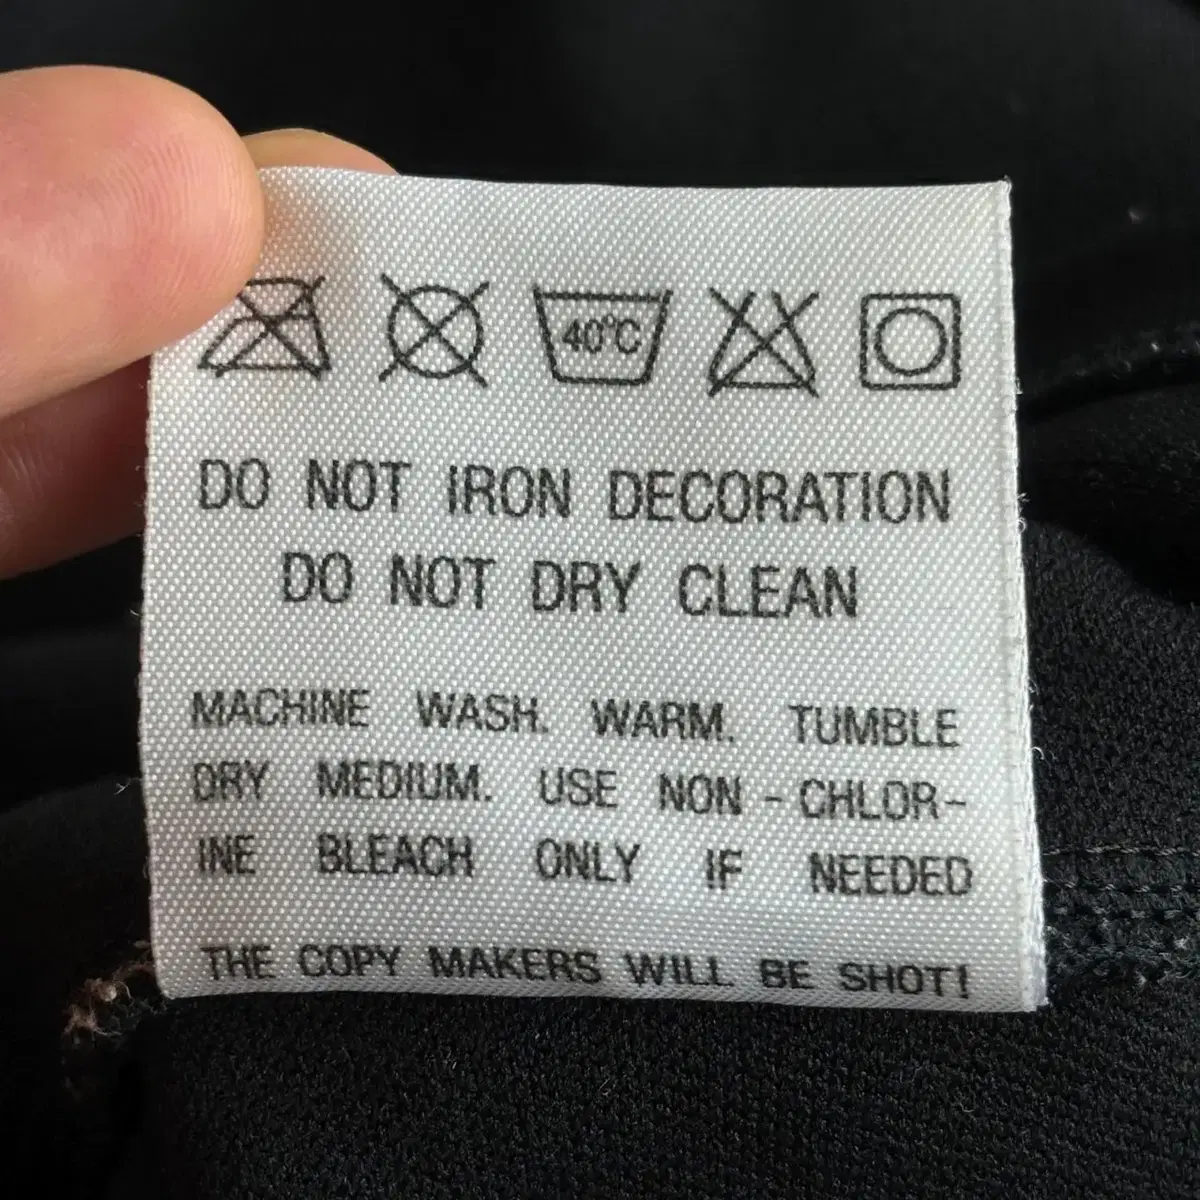 40°C
DO NOT IRON DECORATION
DO NOT DRY CLEAN
MACHINE WASH. WARM. TUMBLE
DRY MEDIUM. USE NON - CHLOR-
INE BLEACH ONLY IF NEEDED
THE COPY MAKERS WILL BE SHOT!